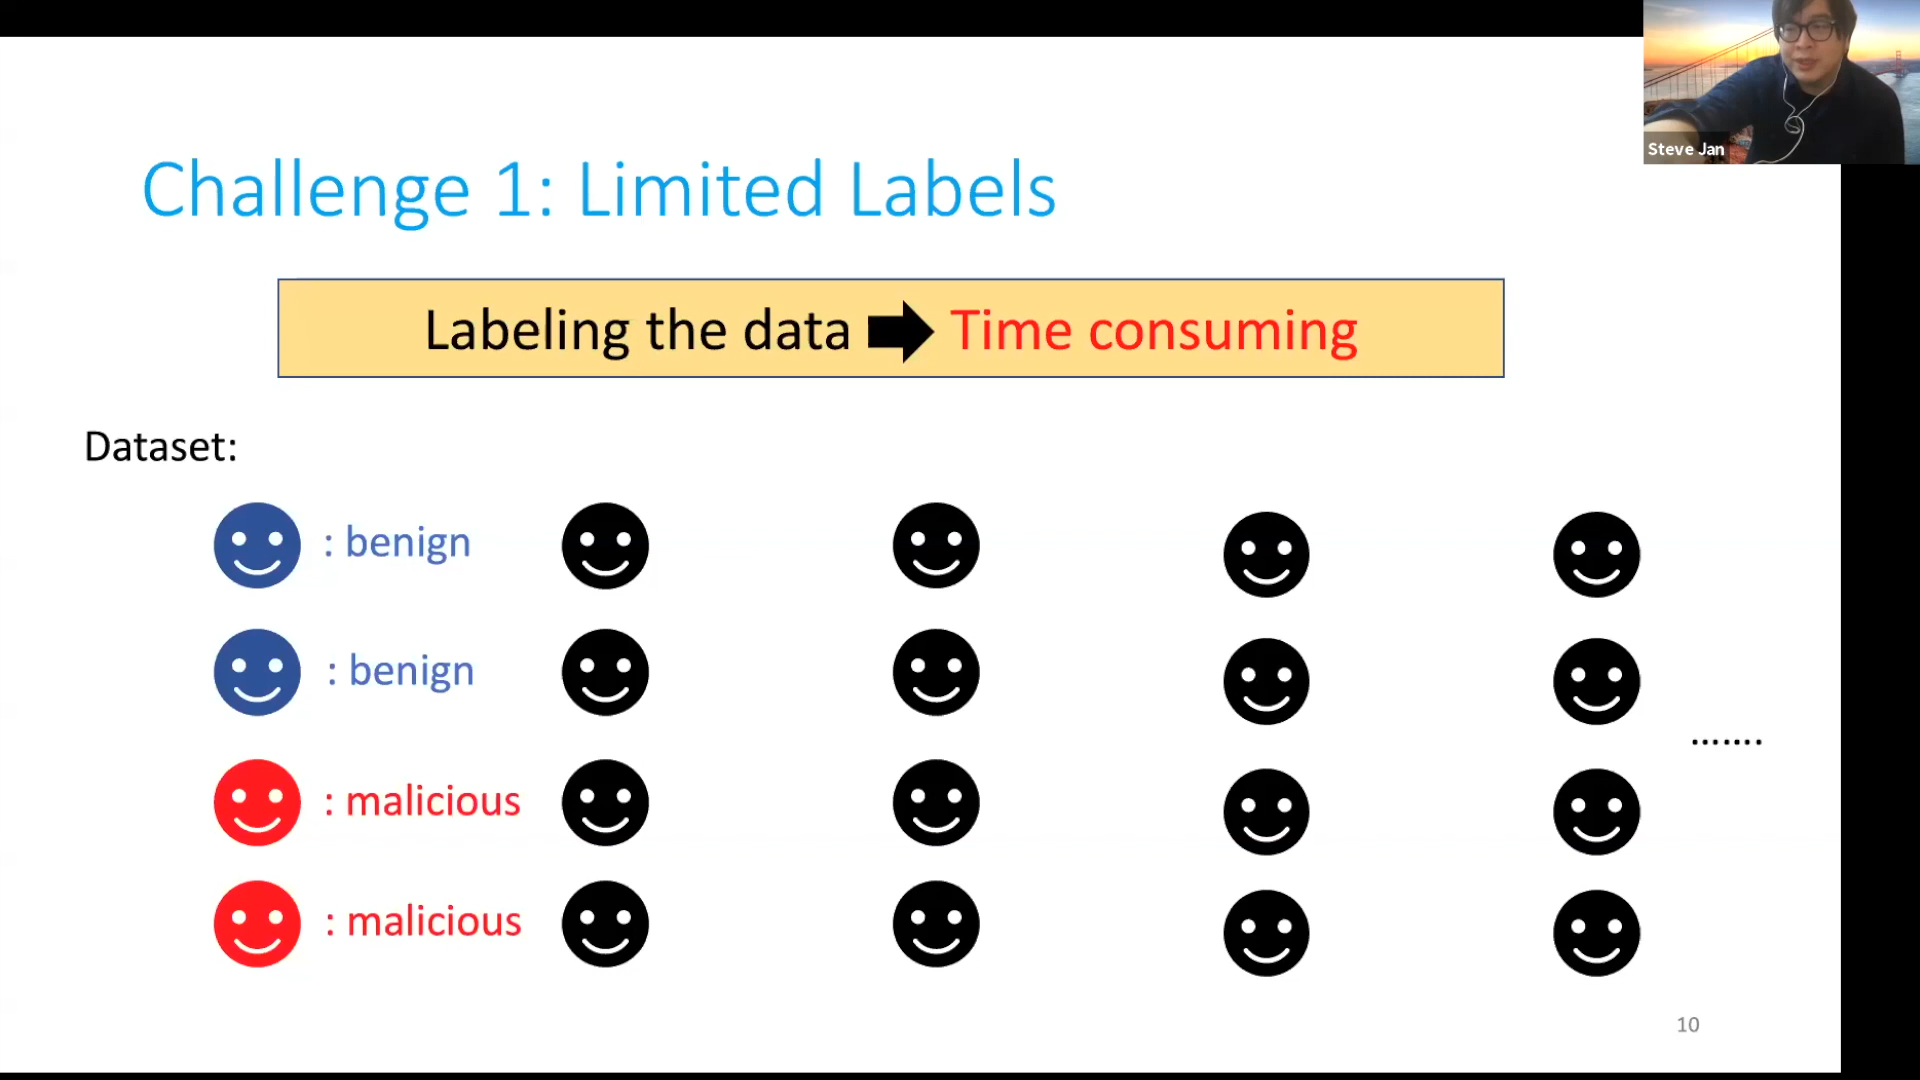 Steve Jan
Challenge 1: Limited Labels
Labeling the data Time consuming
Dataset:
: benign
: benign
.......
: malicious
: malicious
10